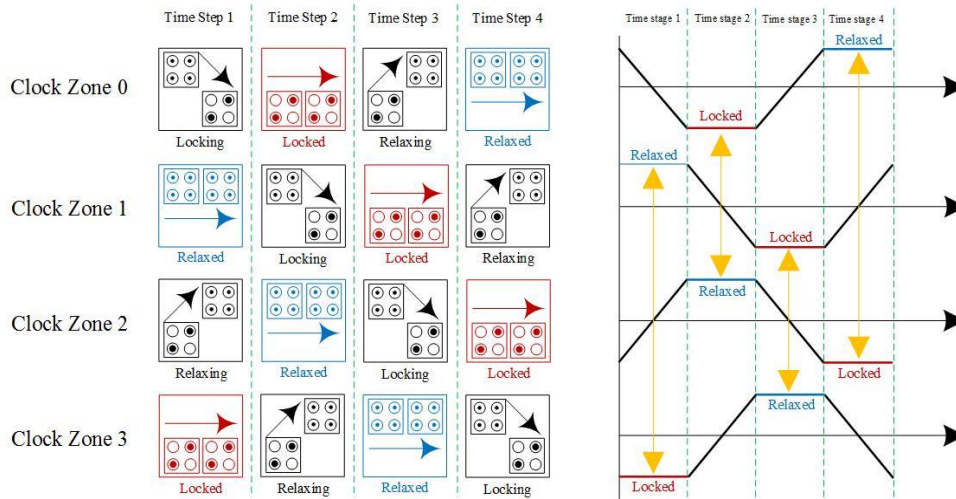 Time Step 1 Time Step 2 Time Step 3 Time Step 4
Time stage 1 Time stage 2 Time stage 3 Time stage 4
Clock Zone 0
Locking Locked Relaxing Relaxed
Relaxed
Locked
Clock Zone 1
Relaxed Locking Locked Relaxing
Relaxed
Locked
Clock Zone 2
Relaxing Relaxed Locking Locked
Relaxed
Locked
Clock Zone 3
Locked Relaxing Relaxed Locking
Relaxed
Locked